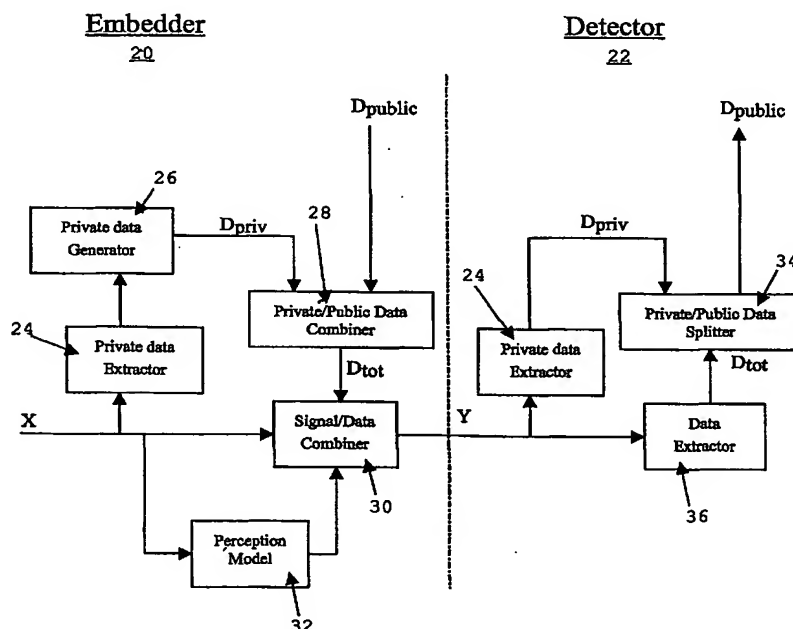 Embedder
20
Detector
22
Dpublic
Dpublic
26
Private data
Generator
Dpriv
28
Dpriv
34
24
Private data
Extractor
Private/Public Data
Combiner
24
Private data
Extractor
Private/Public Data
Splitter
Dtot
Dtot
X
Signal/Data
Combiner
Y
Data
Extractor
30
36
Perception
Model
32